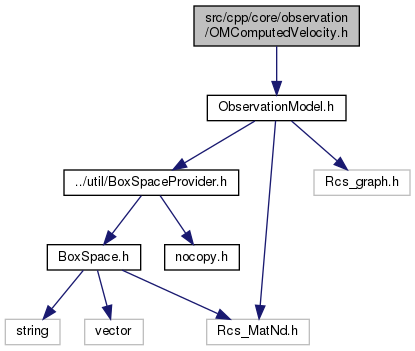 src/cpp/core/observation
/OMComputedVelocity.h
ObservationModel.h
../util/BoxSpaceProvider.h
Rcs_graph.h
BoxSpace.h
nocopy.h
string
vector
Rcs_MatNd.h